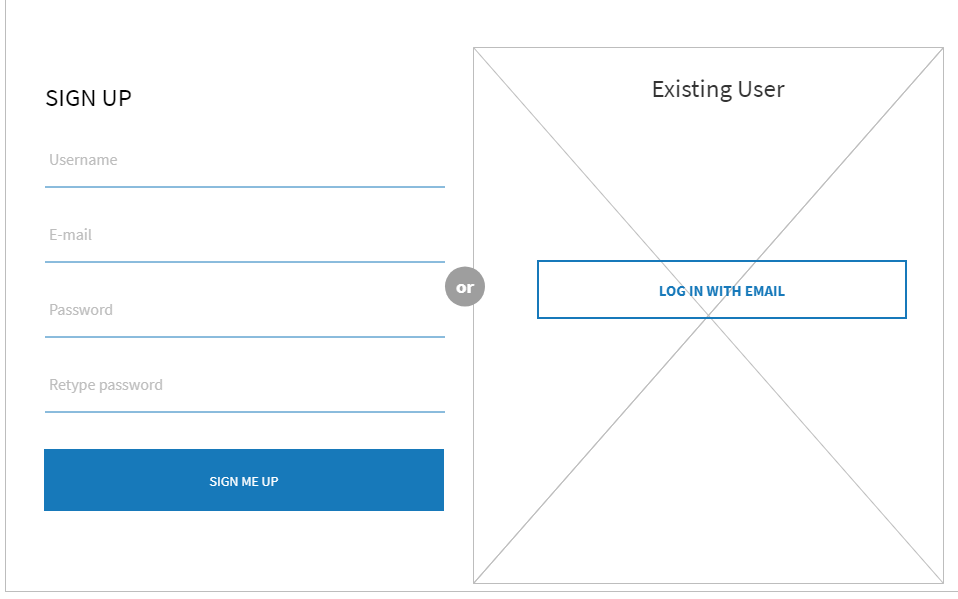 SIGN UP
Username
E-mail
Password
Retype password
SIGN ME UP
or
Existing User
LOG IN WITH EMAIL